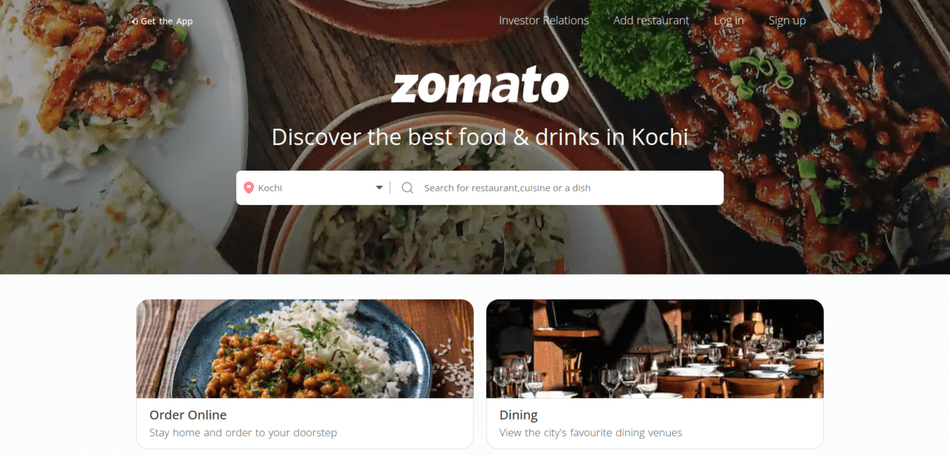 Get the App
Investor Relations
Add restaurant
Log in
Sign up
zomato
Discover the best food & drinks in Kochi
Kochi
Search for restaurant,cuisine or a dish
Order Online
Stay home and order to your doorstep
Dining
View the city's favourite dining venues